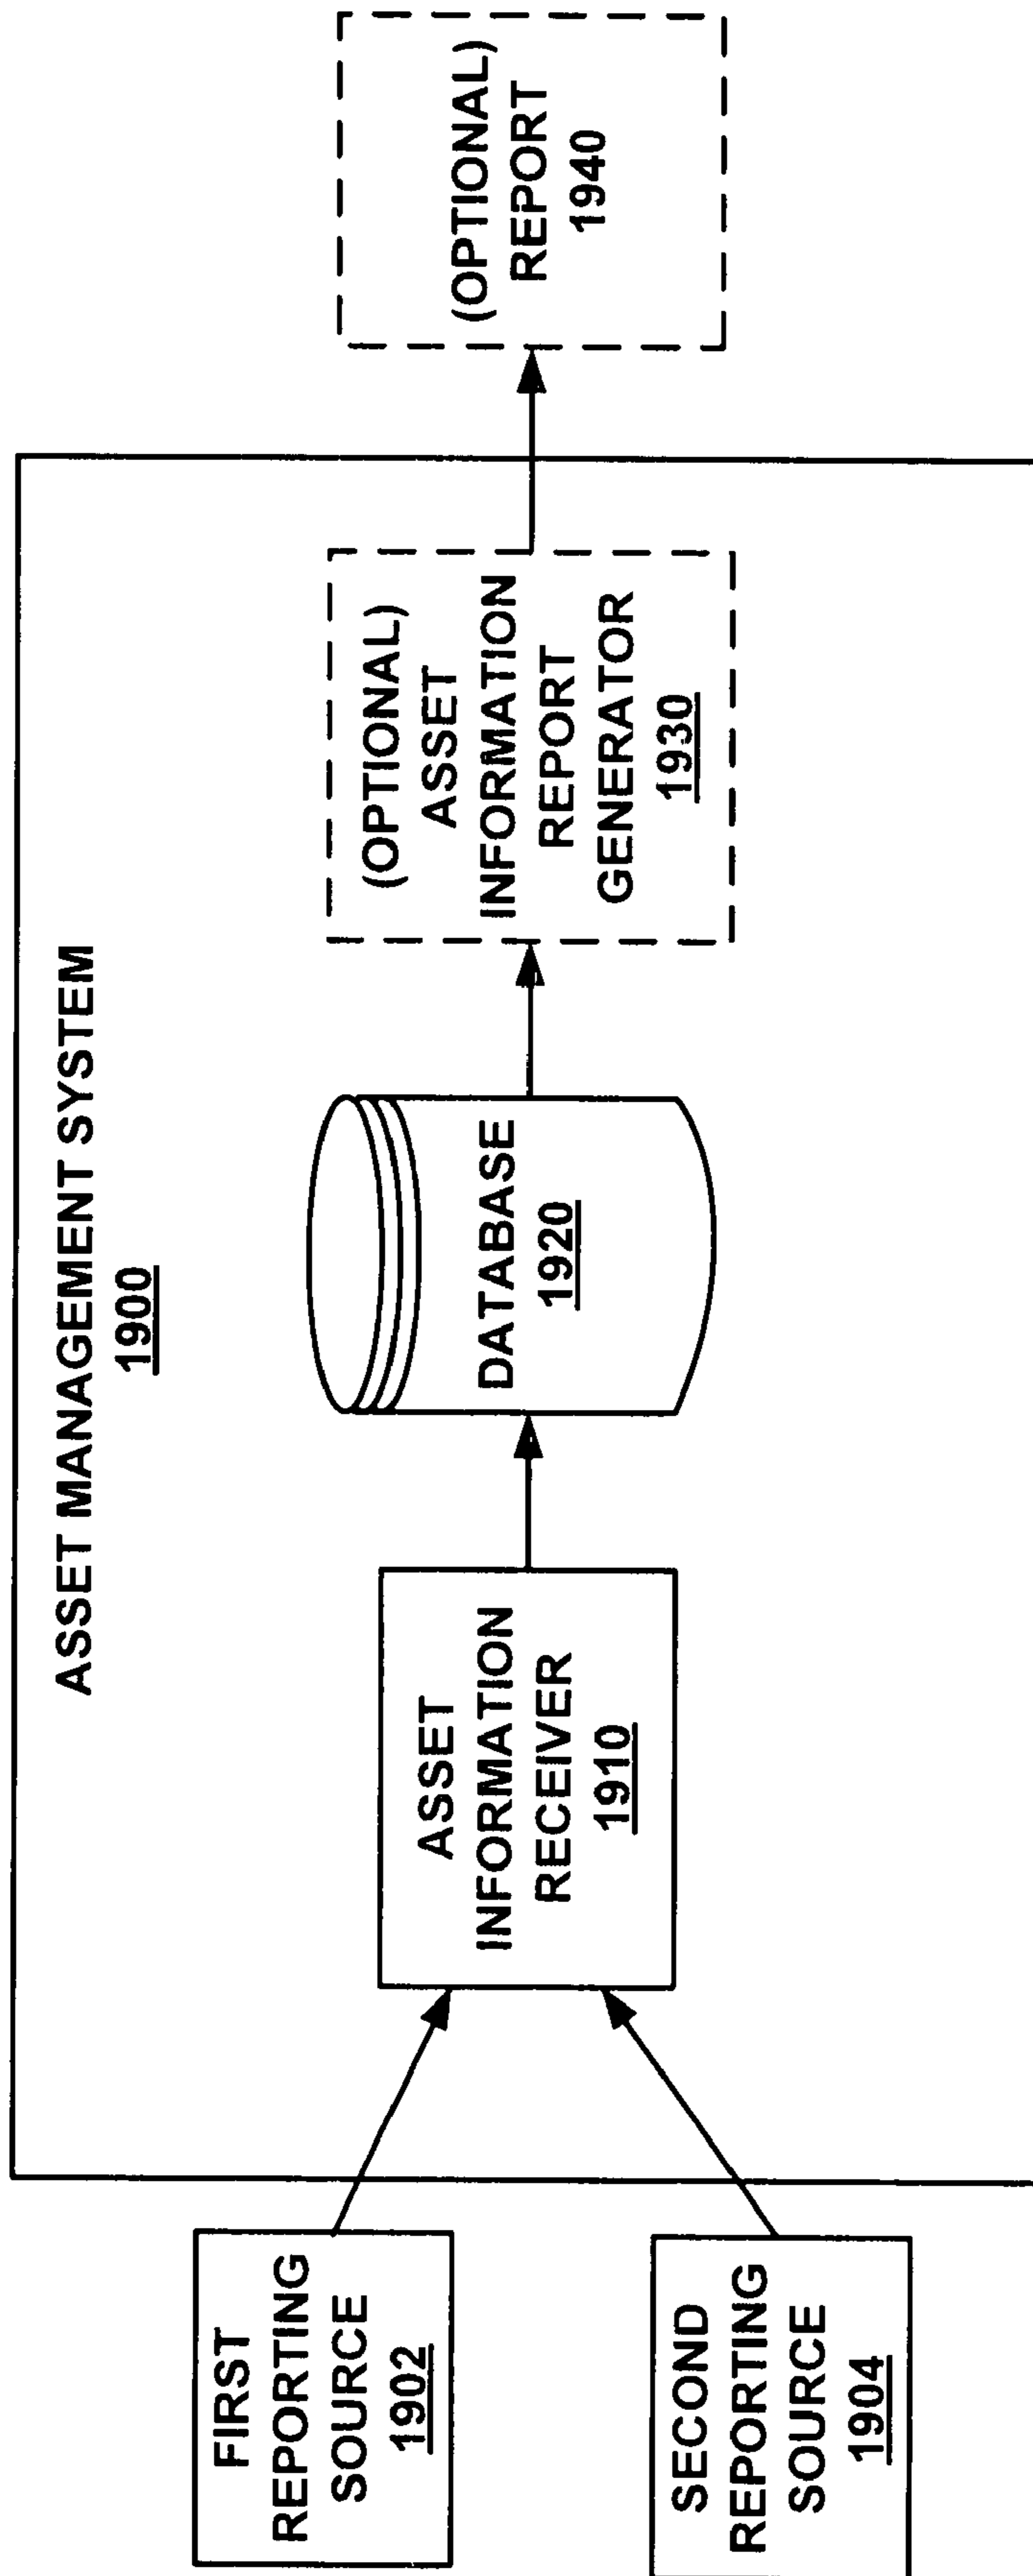 ASSET MANAGEMENT SYSTEM
1900
FIRST
REPORTING
SOURCE
1902
SECOND
REPORTING
SOURCE
1904
ASSET
INFORMATION
RECEIVER
1910
DATABASE
1920
(OPTIONAL)
ASSET
INFORMATION
REPORT
GENERATOR
1930
(OPTIONAL)
REPORT
1940